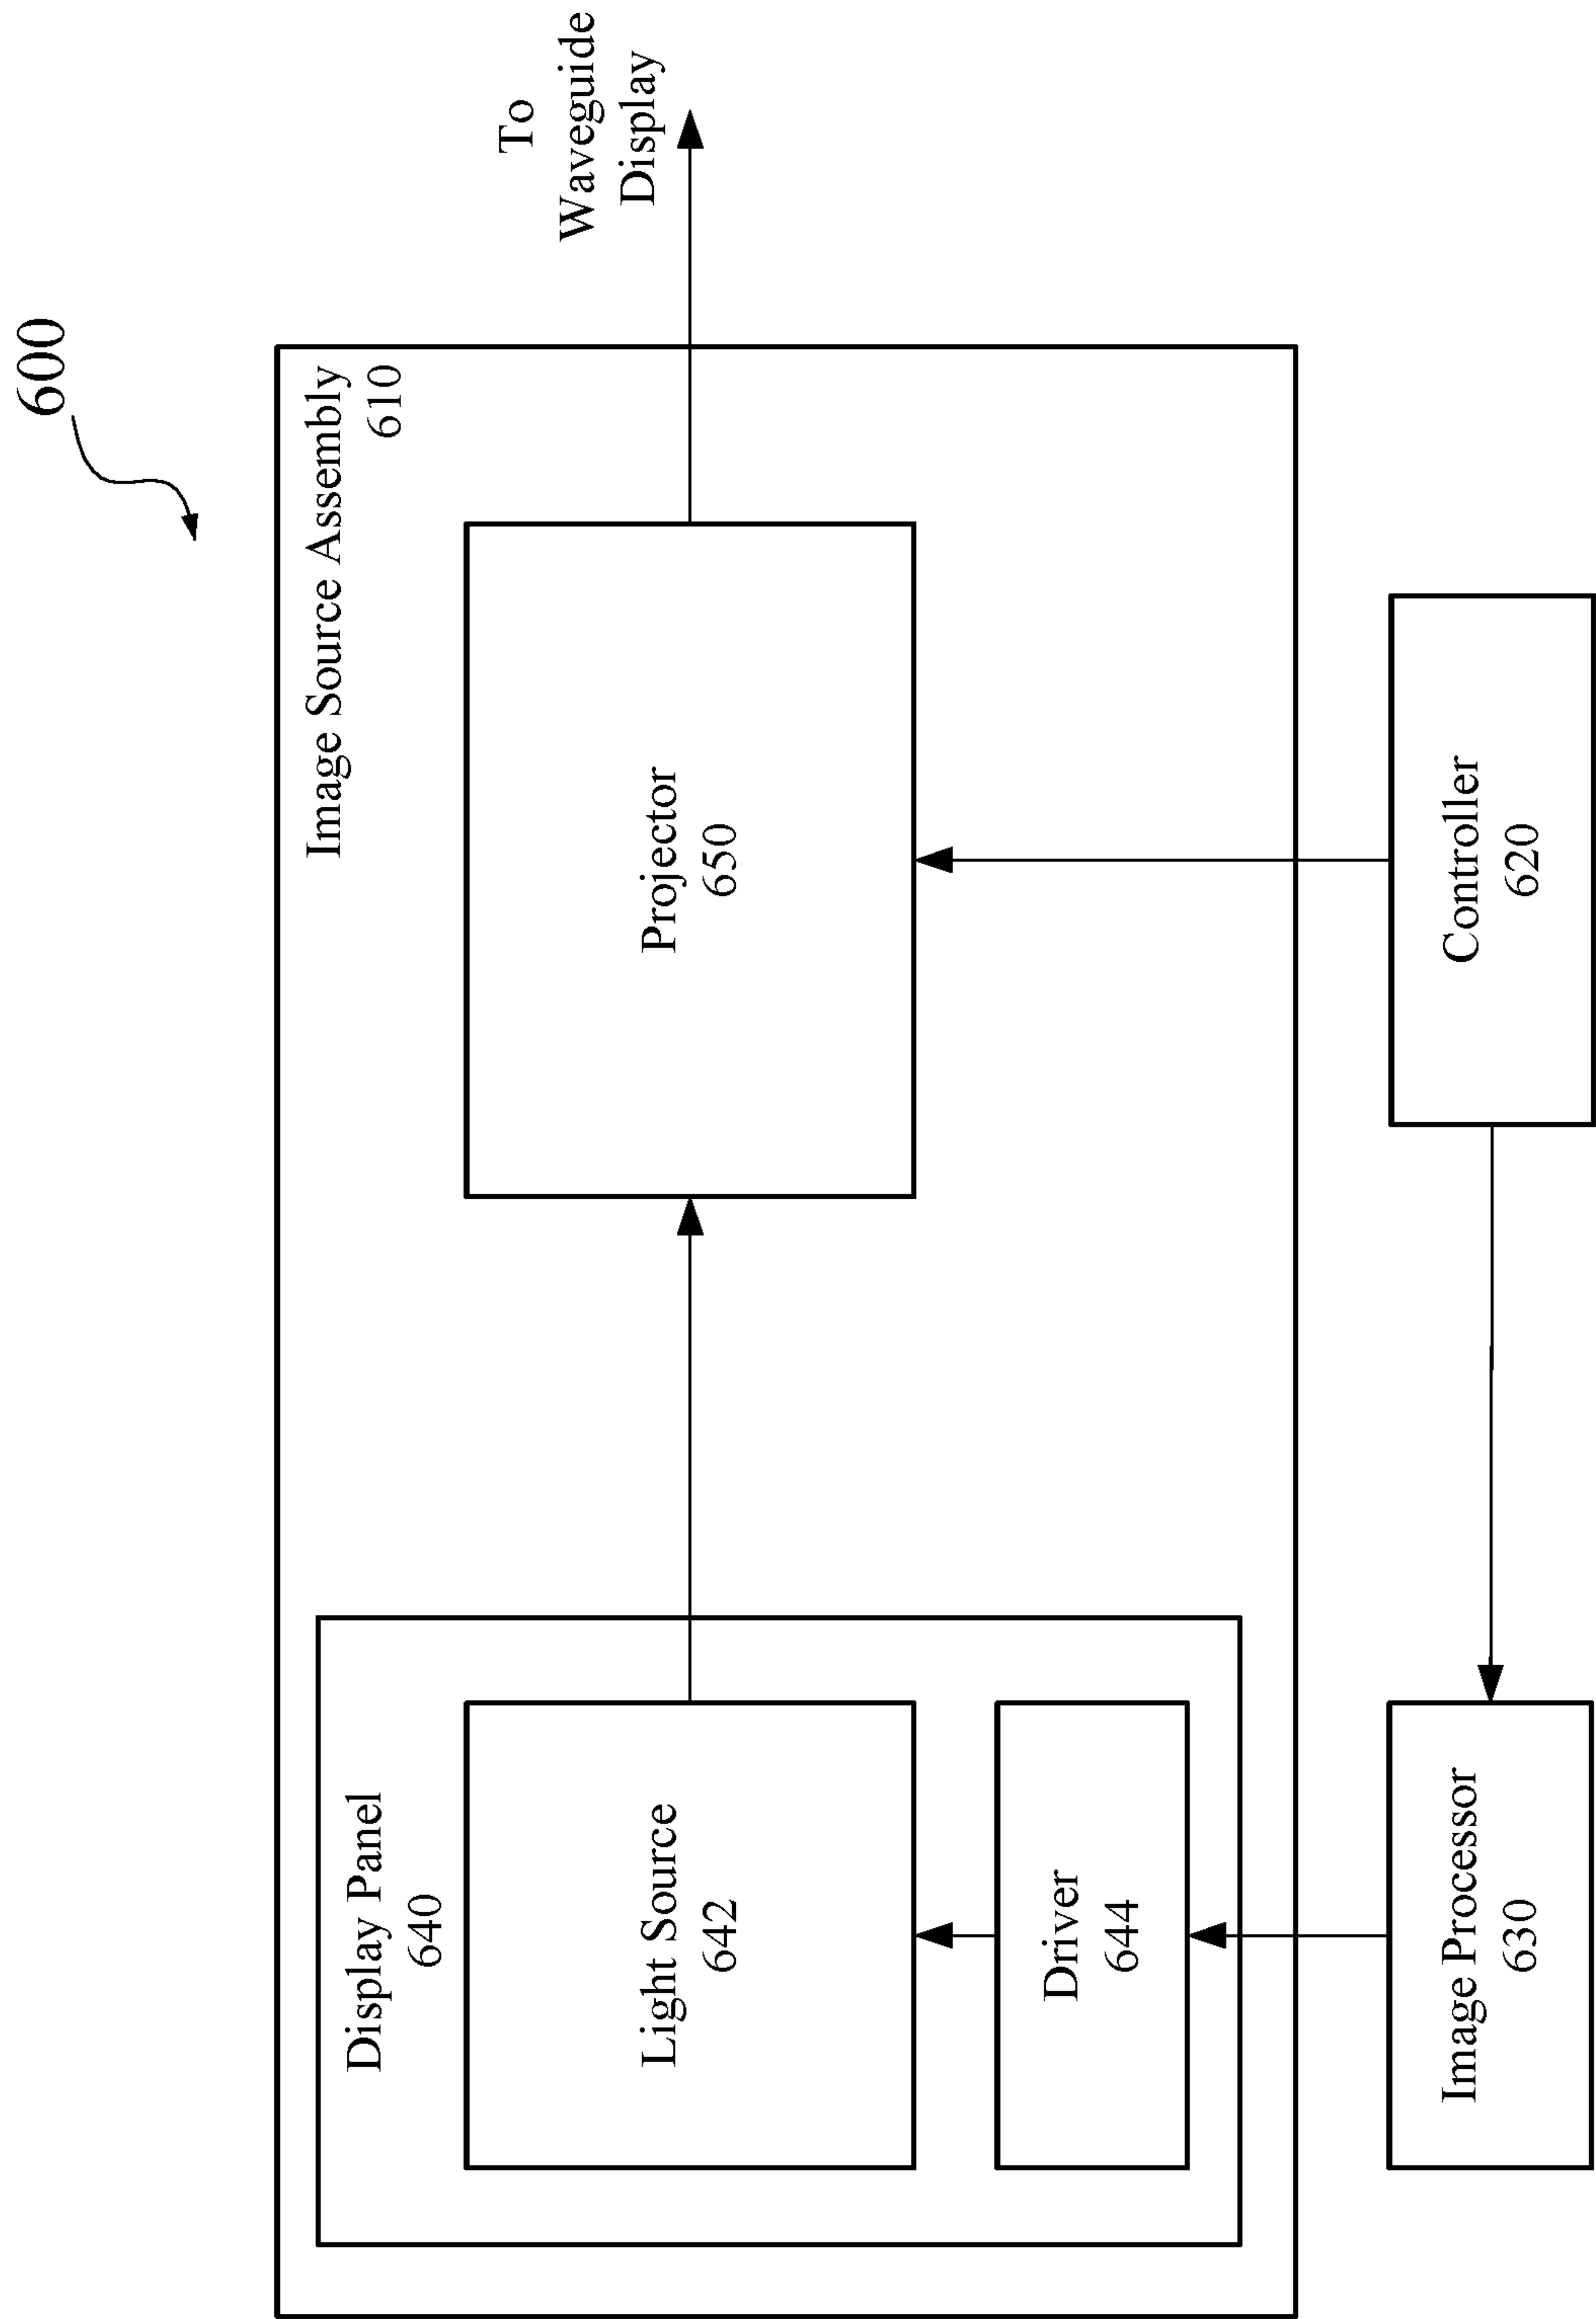 600
To
Waveguide
Display
Image Source Assembly
610
Display Panel
640
Light Source
642
Projector
650
Driver
644
Image Processor
630
Controller
620